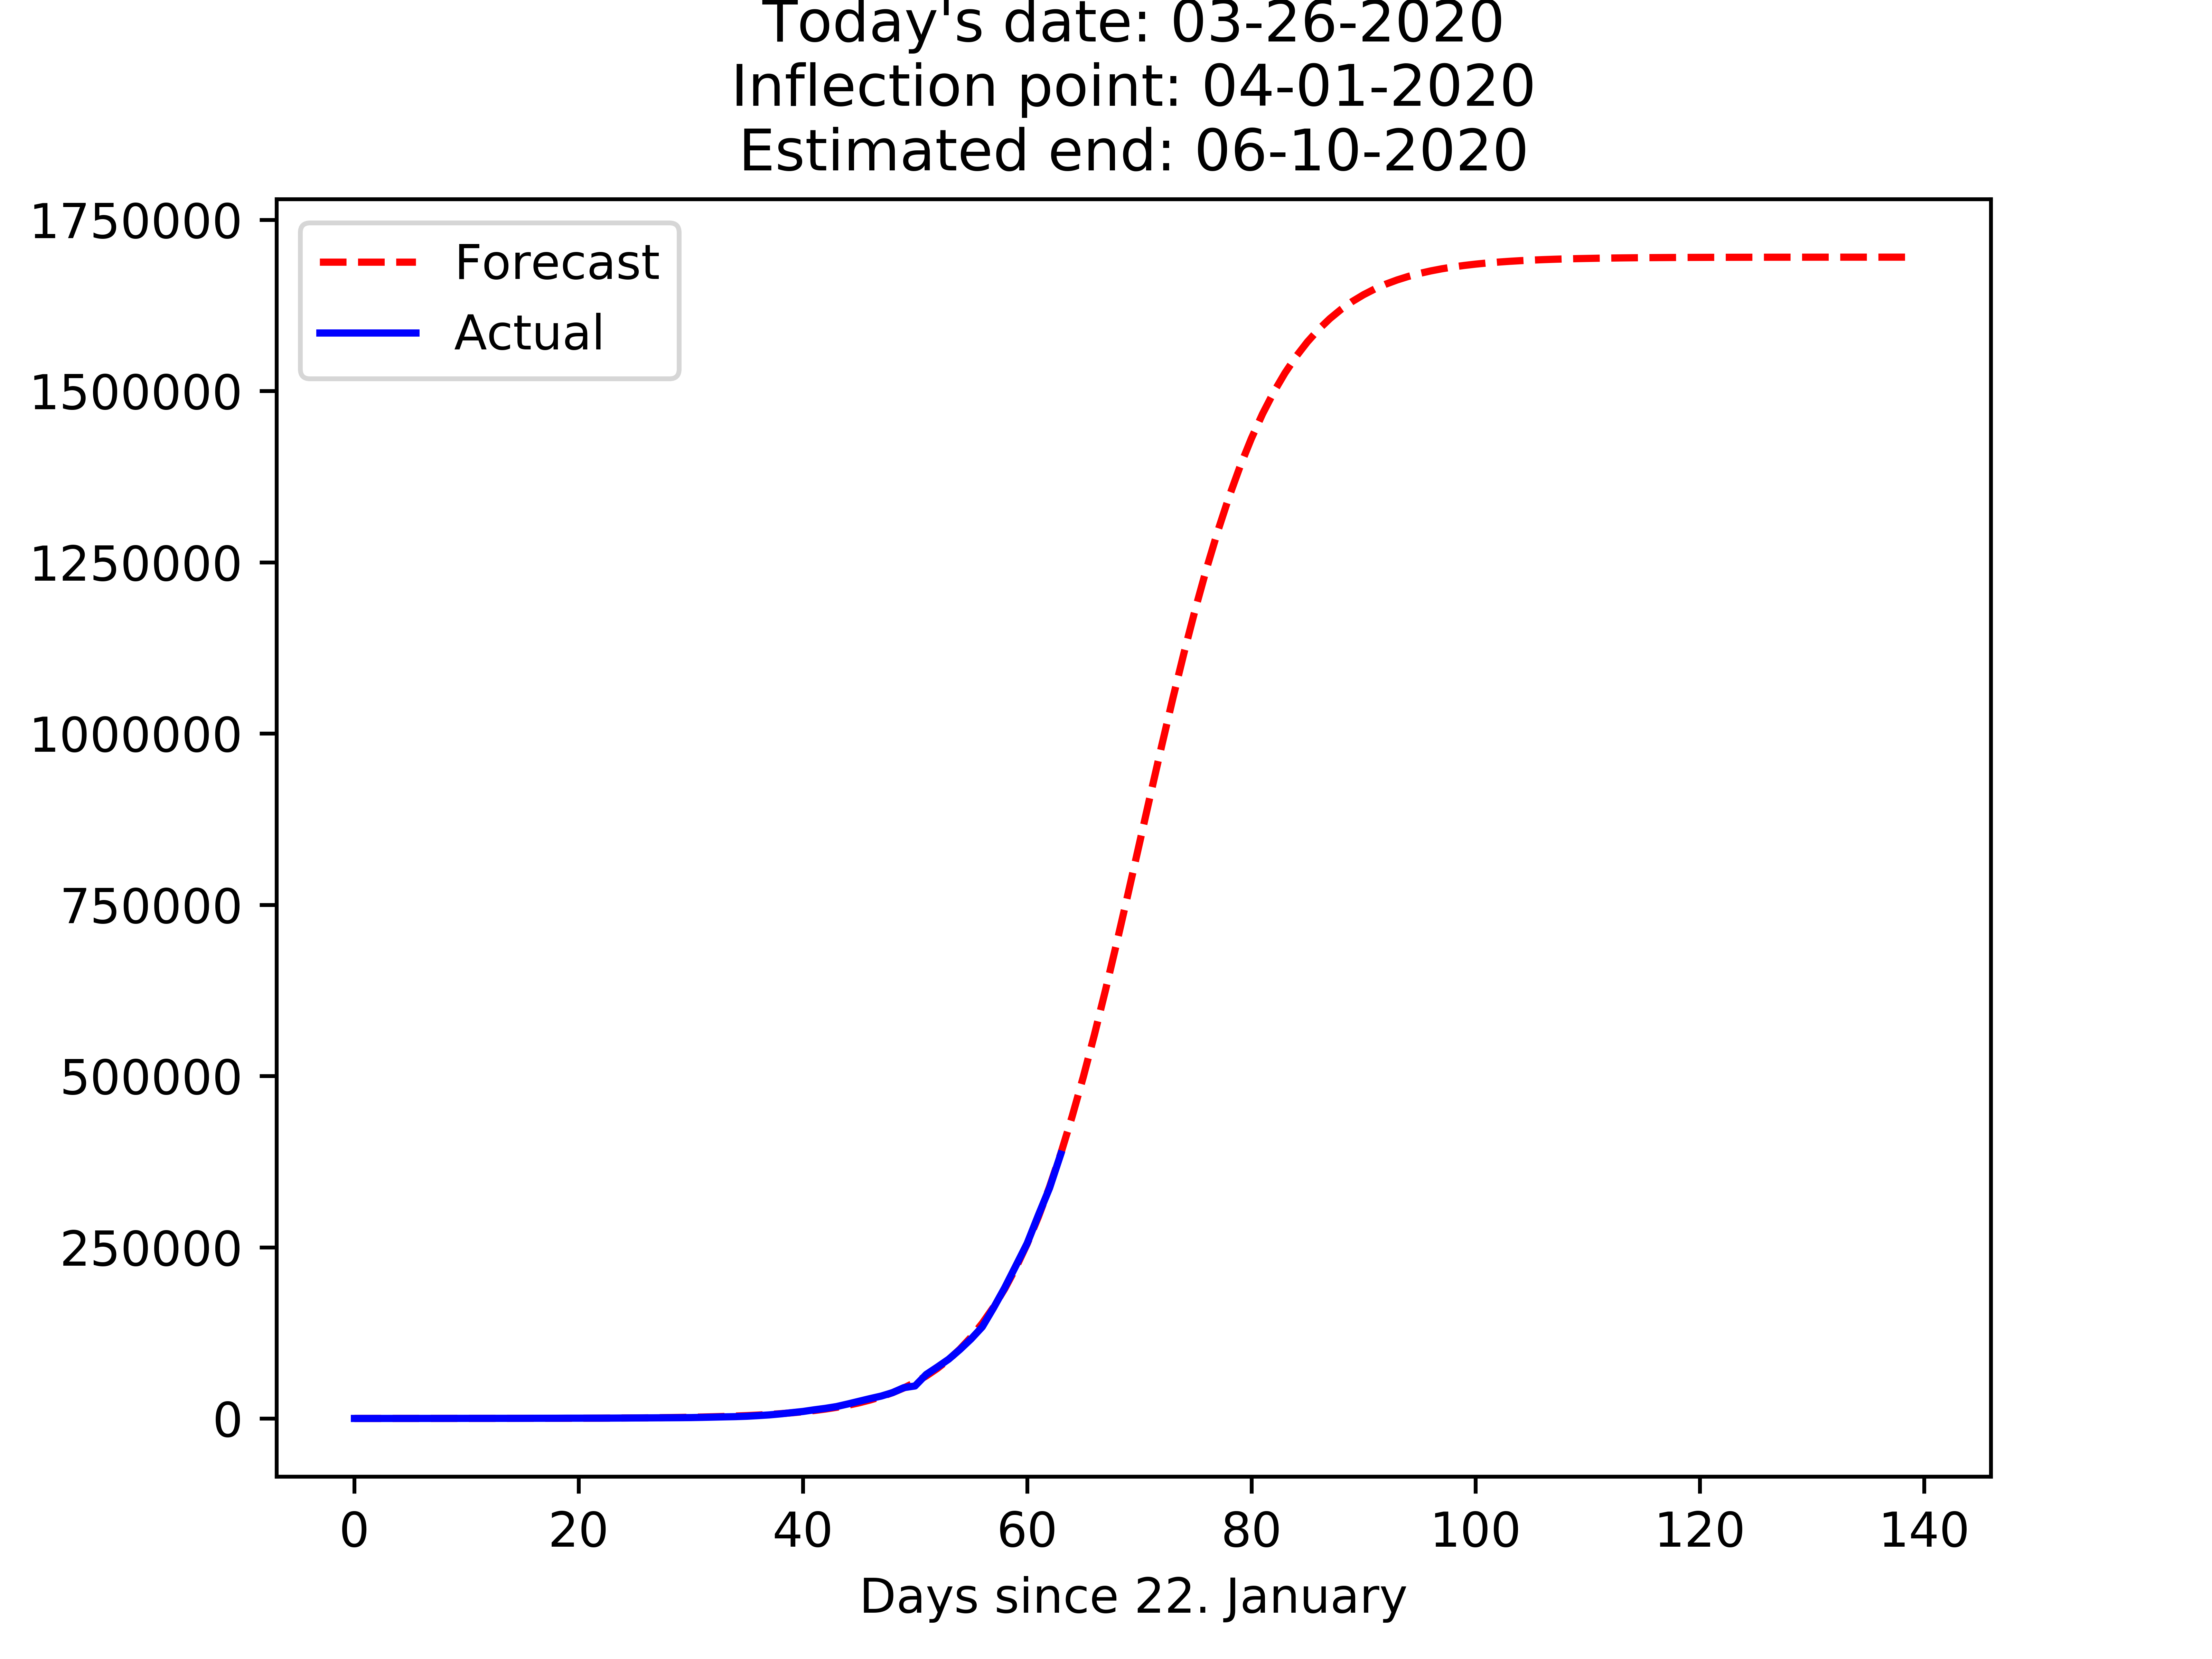 Today's date: 03-26-2020
Inflection point: 04-01-2020
Estimated end: 06-10-2020
1750000
1500000
1250000
1000000
750000
500000
250000
0
Forecast
Actual
0 20 40 60 80 100 120 140
Days since 22. January